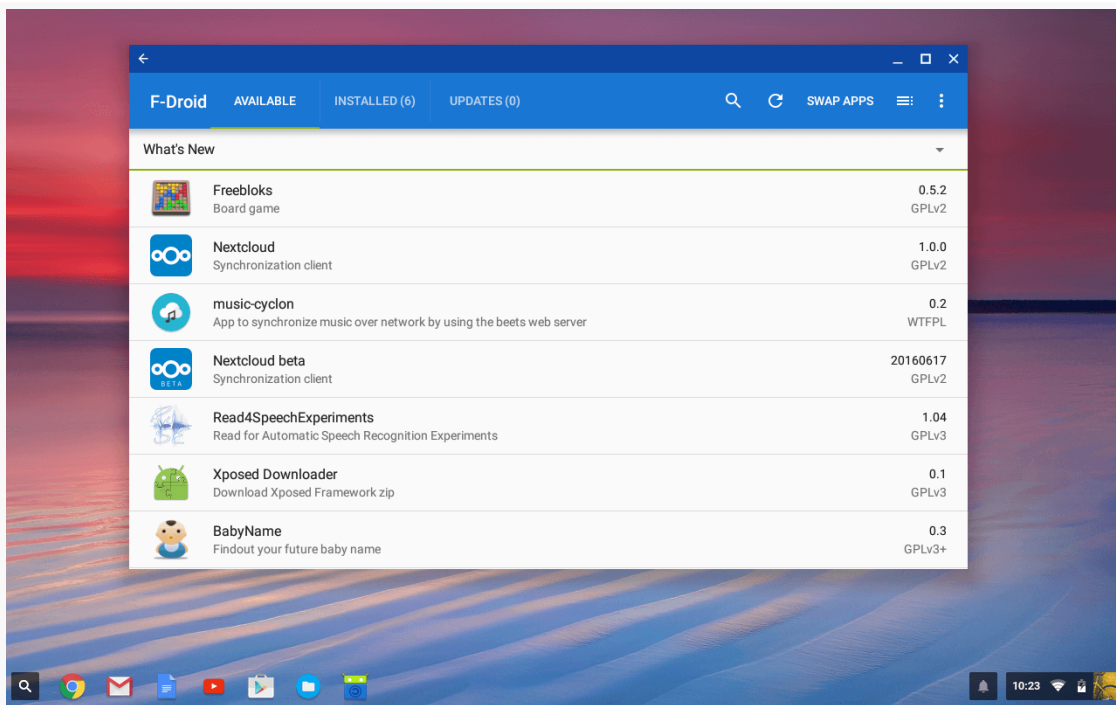 F-Droid AVAILABLE INSTALLED (6) UPDATES (0) SWAP APPS
What's New
Freebloks 0.5.2
Board game GPLv2
Nextcloud 1.0.0
Synchronization client GPLv2
music-cyclon 0.2
App to synchronize music over network by using the beets web server WTFPL
Nextcloud beta 20160617
BETA Synchronization client GPLv2
Read4SpeechExperiments 1.04
Read for Automatic Speech Recognition Experiments GPLv3
Xposed Downloader 0.1
Download Xposed Framework zip GPLv3
BabyName 0.3
Findout your future baby name GPLv3+
10:23